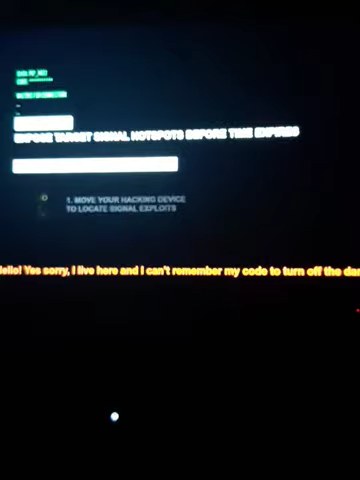 EXPOSE TARGET SIGNAL HOTSPOTS BEFORE TIME EXPIRES
1. MOVE YOUR HACKING DEVICE
TO LOCATE SIGNAL EXPLOITS
Hello! Yes sorry, I live here and I can't remember my code to turn off the